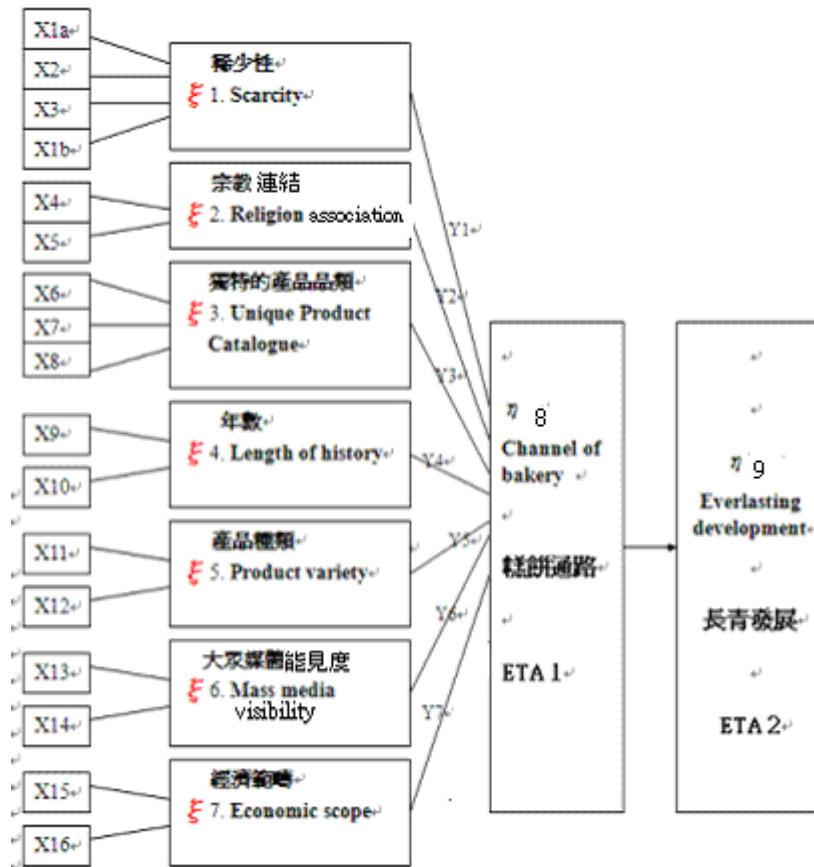 X1a
X2
X3
X1b
稀少性
ξ 1. Scarcity
X4
X5
宗教連結
ξ 2. Religion association
X6
X7
X8
獨特的產品品類
ξ 3. Unique Product
Catalogue
X9
X10
年數
ξ 4. Length of history
X11
X12
產品種類
ξ 5. Product variety
X13
X14
大眾媒體能見度
ξ 6. Mass media
visibility
X15
X16
經濟範疇
ξ 7. Economic scope
Y1
Y2
Y3
Y4
Y5
Y6
Y7
η 8
Channel of
bakery
糕餅通路
ETA 1
η 9
Everlasting
development
長青發展
ETA 2